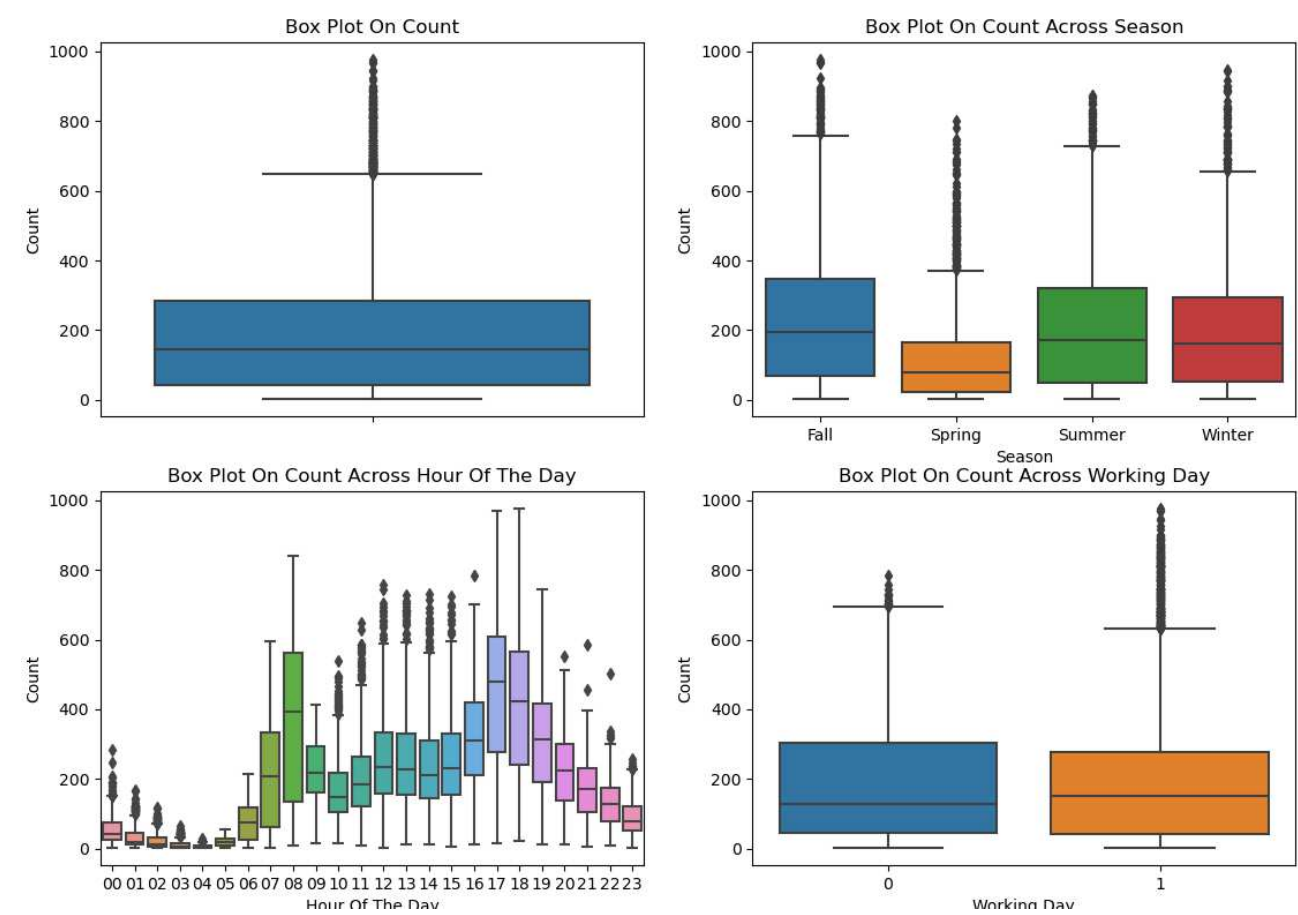 Box Plot On Count
1000
800
600
400
200
0
Count
Box Plot On Count Across Season
1000
800
600
400
200
0
Count
Fall Spring Summer Winter
Season
Box Plot On Count Across Hour Of The Day
1000
800
600
400
200
0
Count
00 01 02 03 04 05 06 07 08 09 10 11 12 13 14 15 16 17 18 19 20 21 22 23
Hour Of The Day
Box Plot On Count Across Working Day
1000
800
600
400
200
0
Count
0 1
Working Day